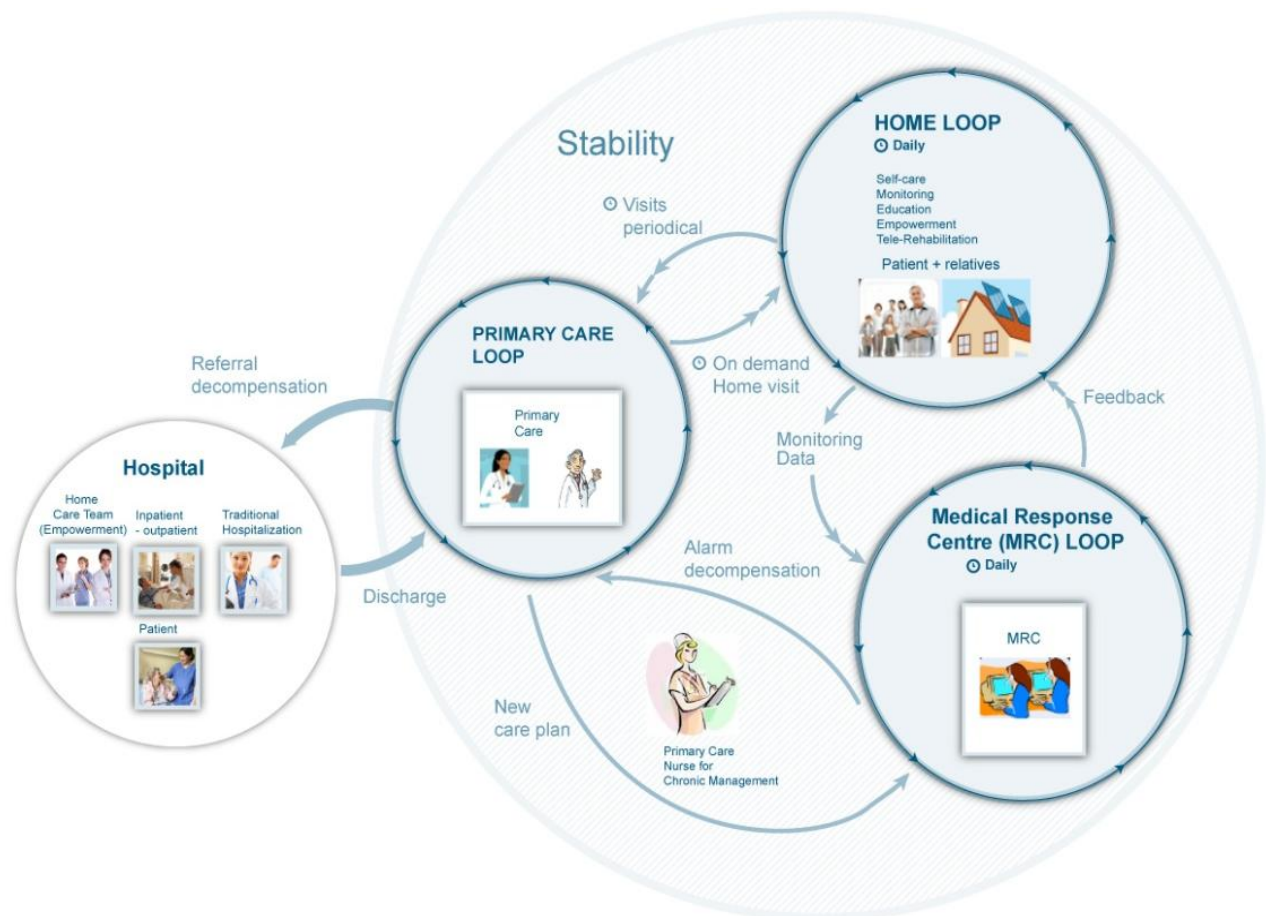 Stability
HOME LOOP
Daily
Self-care
Monitoring
Education
Empowerment
Tele-Rehabilitation
Patient + relatives
Visits
periodical
PRIMARY CARE
LOOP
Primary
Care
On demand
Home visit
Referral
decompensation
Hospital
Home
Care Team
(Empowerment)
Inpatient
- outpatient
Traditional
Hospitalization
Patient
Discharge
Monitoring
Data
Feedback
Medical Response
Centre (MRC) LOOP
Daily
MRC
Alarm
decompensation
New
care plan
Primary Care
Nurse for
Chronic Management